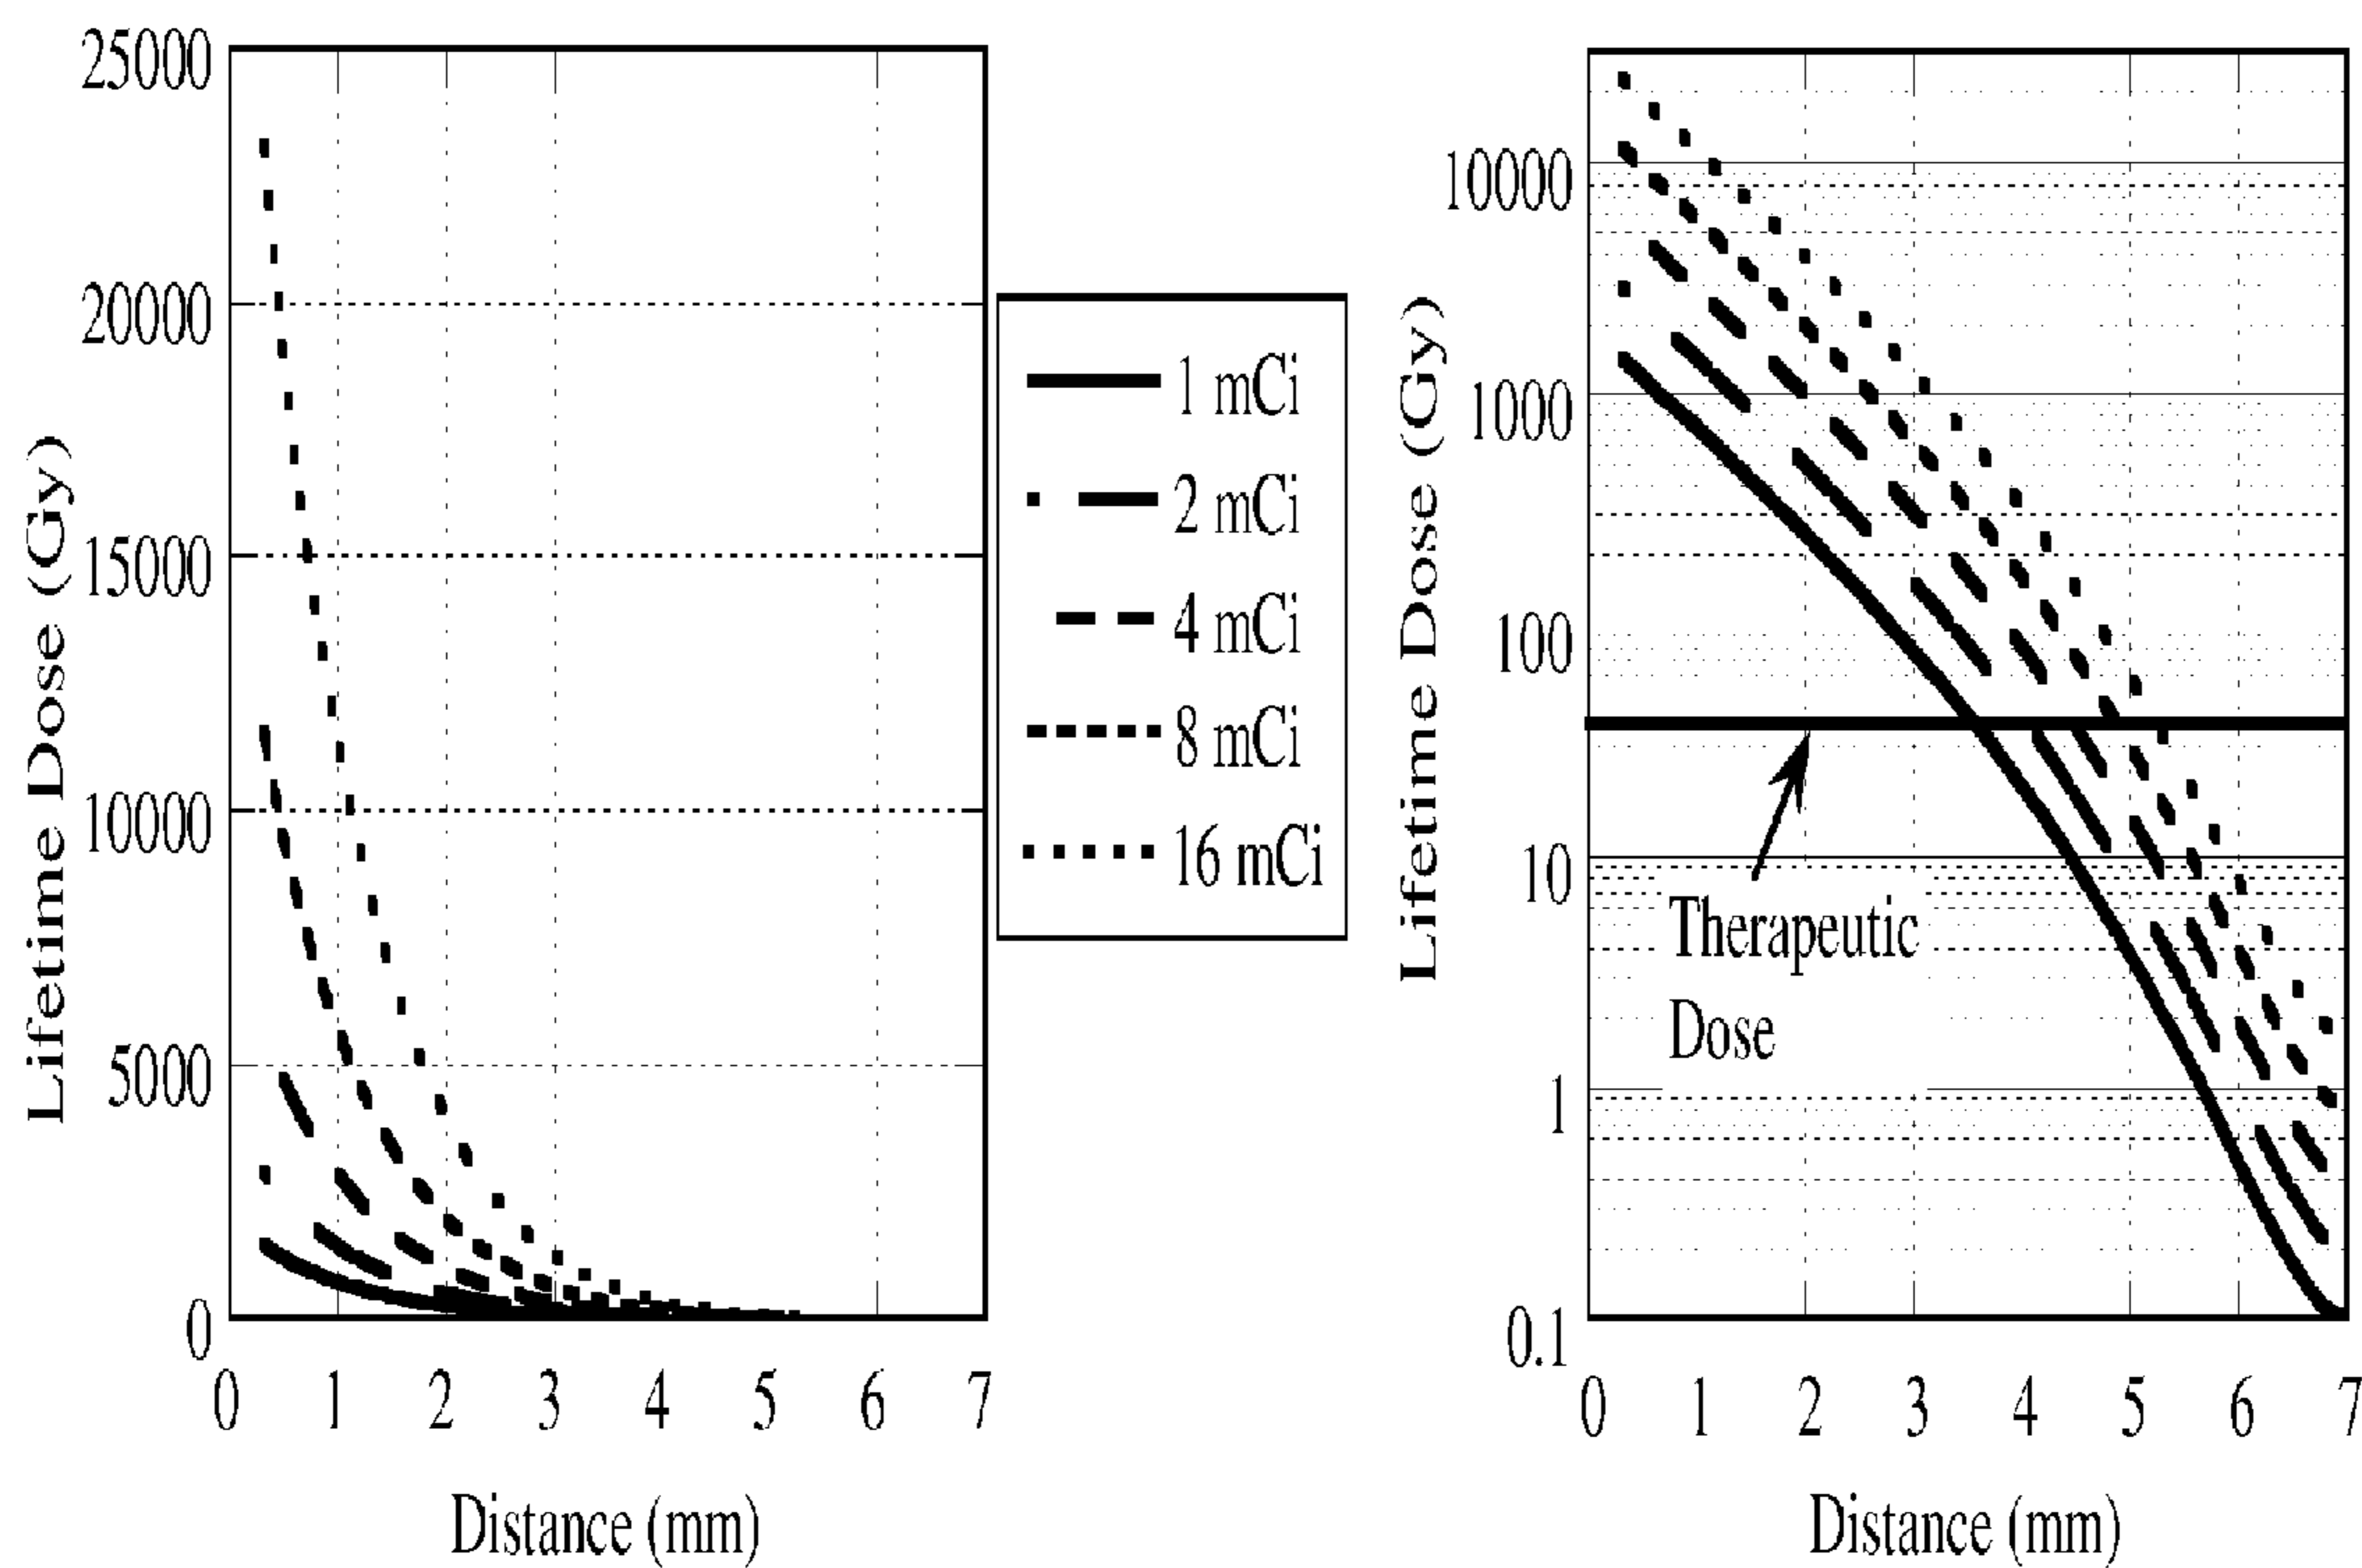 Lifetime Dose (Gy)
25000
20000
15000
10000
5000
0
0 1 2 3 4 5 6 7
Distance (mm)
1 mCi
2 mCi
4 mCi
8 mCi
16 mCi
Lifetime Dose (Gy)
10000
1000
100
10
1
0.1
Therapeutic
Dose
0 1 2 3 4 5 6 7
Distance (mm)